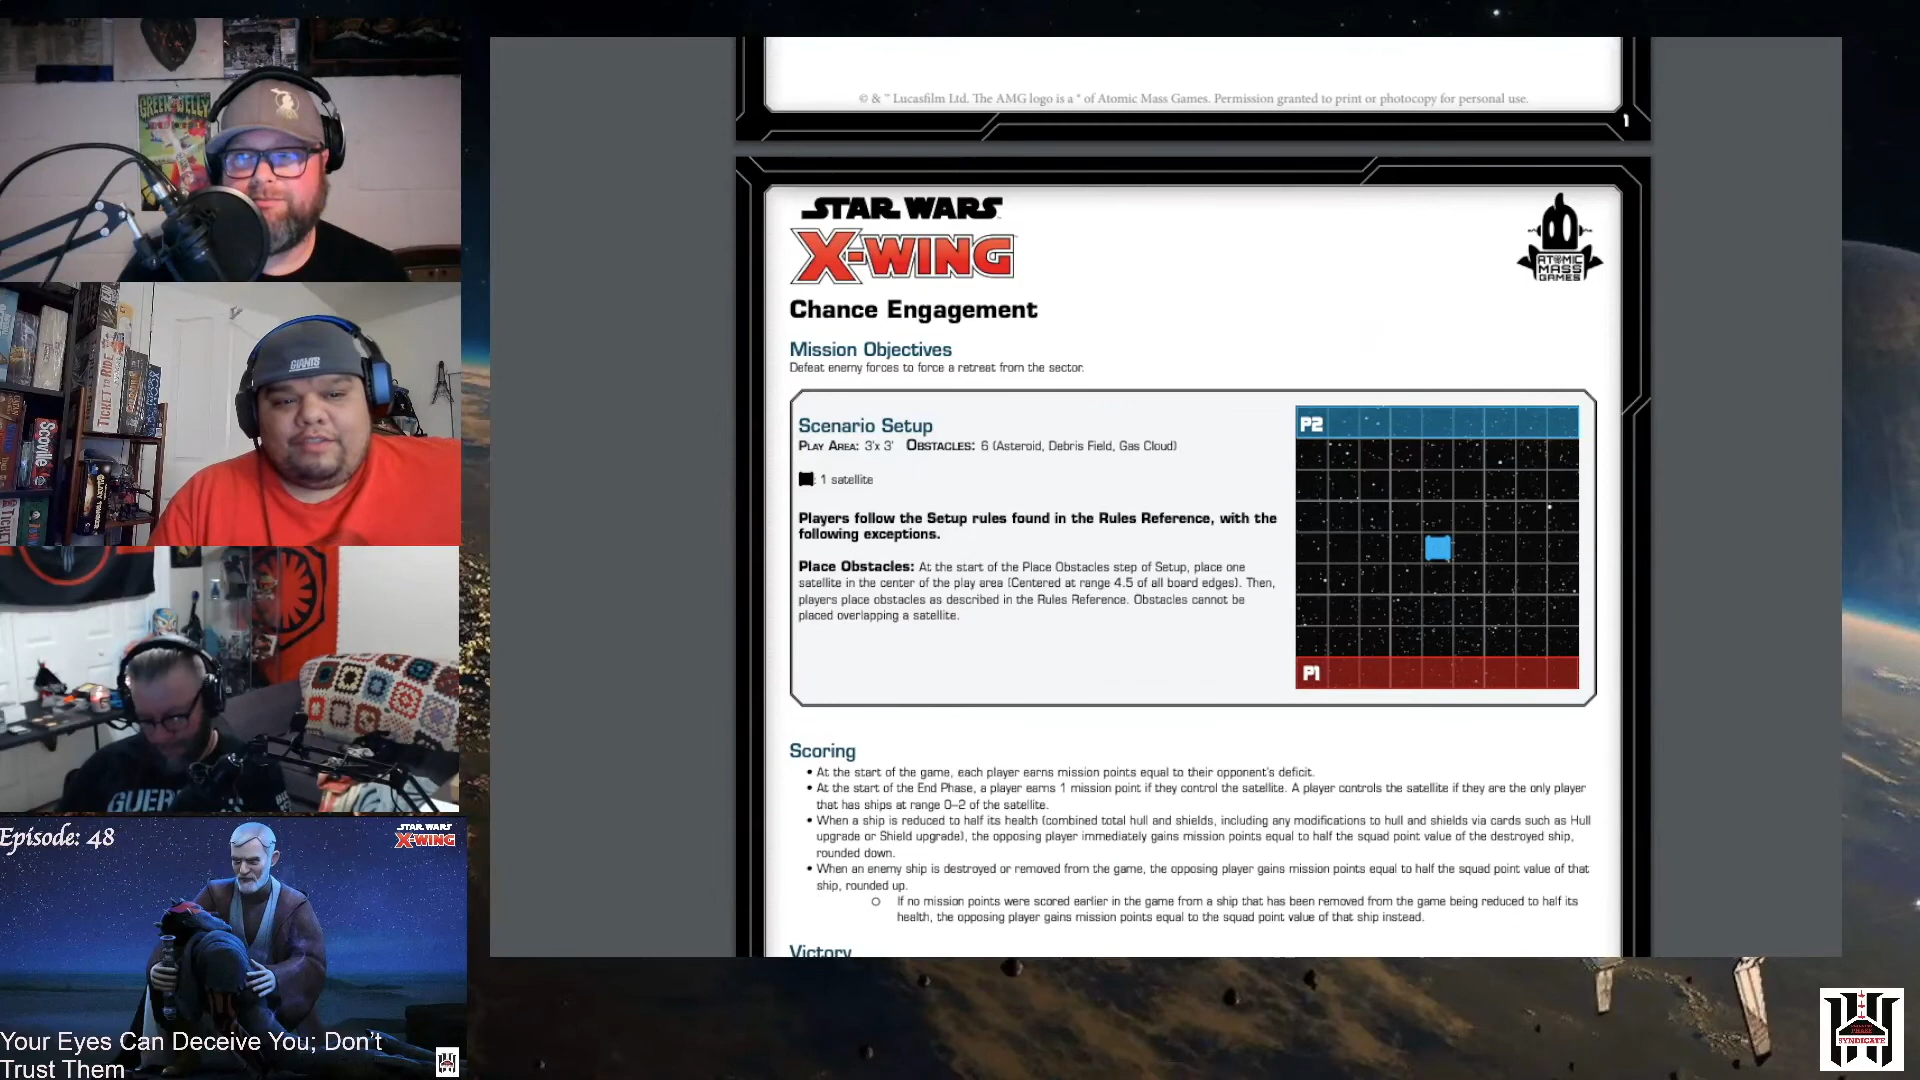 © & ™ Lucasfilm Ltd. The AMG logo is a ® of Atomic Mass Games. Permission granted to print or photocopy for personal use.
1
STAR WARS
X-WING
ATOMIC
MASS
GAMES
Chance Engagement
Mission Objectives
Defeat enemy forces to force a retreat from the sector.
Scenario Setup
PLAY AREA: 3'x 3' OBSTACLES: 6 (Asteroid, Debris Field, Gas Cloud)
: 1 satellite
Players follow the Setup rules found in the Rules Reference, with the
following exceptions.
Place Obstacles: At the start of the Place Obstacles step of Setup, place one
satellite in the center of the play area (Centered at range 4.5 of all board edges). Then,
players place obstacles as described in the Rules Reference. Obstacles cannot be
placed overlapping a satellite.
P2
P1
Scoring
• At the start of the game, each player earns mission points equal to their opponent's deficit.
• At the start of the End Phase, a player earns 1 mission point if they control the satellite. A player controls the satellite if they are the only player
that has ships at range 0–2 of the satellite.
• When a ship is reduced to half its health (combined total hull and shields, including any modifications to hull and shields via cards such as Hull
upgrade or Shield upgrade), the opposing player immediately gains mission points equal to half the squad point value of the destroyed ship,
rounded down.
• When an enemy ship is destroyed or removed from the game, the opposing player gains mission points equal to half the squad point value of that
ship, rounded up.
○ If no mission points were scored earlier in the game from a ship that has been removed from the game being reduced to half its
health, the opposing player gains mission points equal to the squad point value of that ship instead.
Victory
GREEN JELLY
GIANTS
TICKET TO RIDE
Scoville
XCOM
GUER
Episode: 48
STAR WARS
X-WING
Your Eyes Can Deceive You; Don't
Trust Them
SYNDICATE